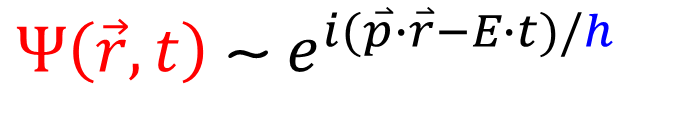 Ψ(r⃗, t) ~ e^{i(p⃗·r⃗−E·t)/h}